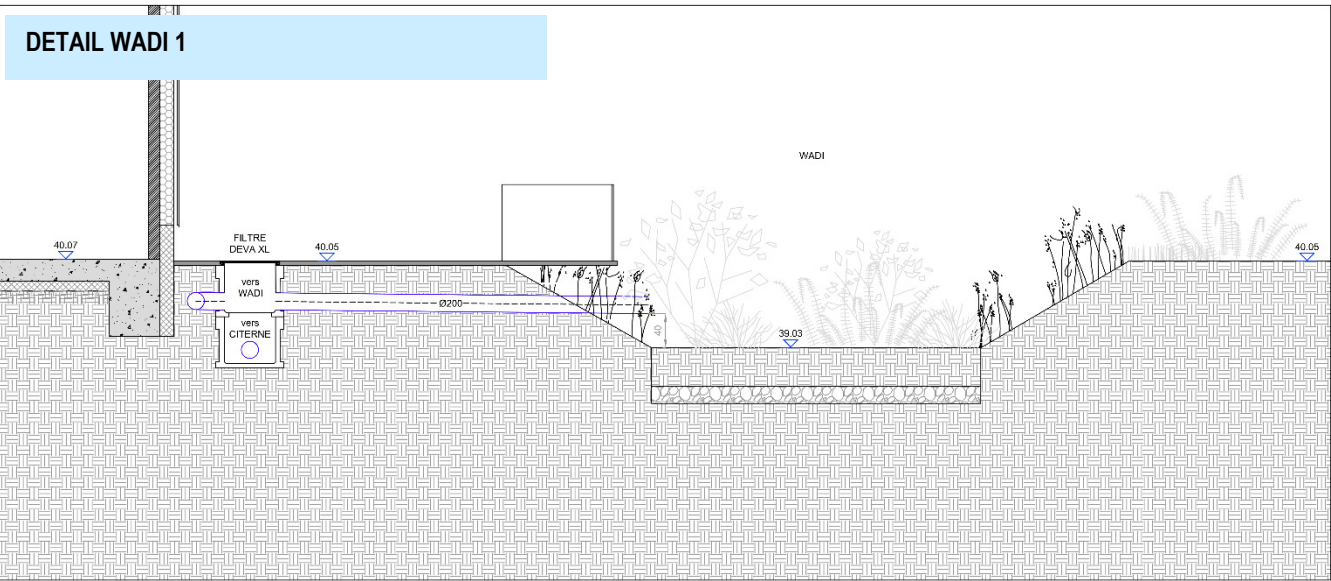 DETAIL WADI 1
WADI
40.07
FILTRE
DEVA XL
40.05
40.05
vers
WADI
Ø200
vers
CITERNE
40
39.03